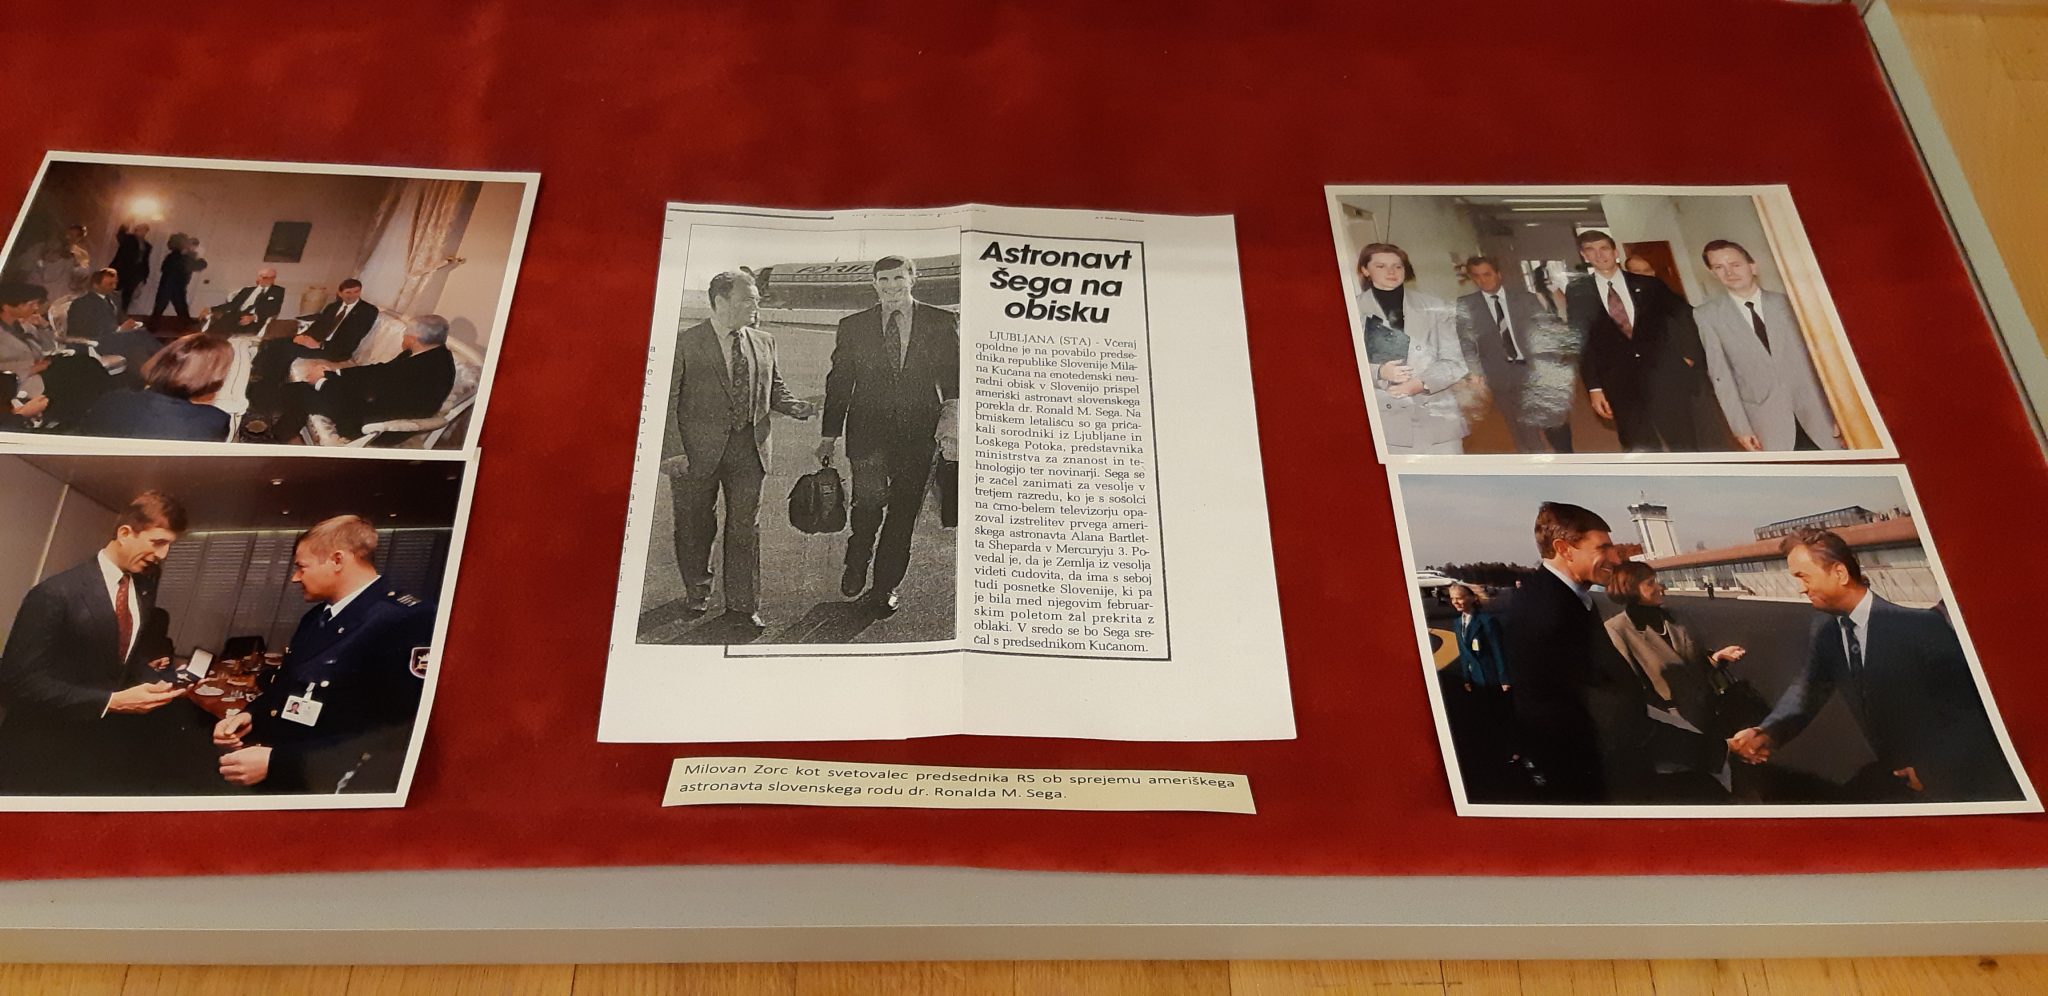 Astronavt
Šega na
obisku
LJUBLJANA (STA) - Včeraj
opoldne je na povabilo predse-
dnika republike Slovenije Mila-
na Kučana na enotedenski neu-
radni obisk v Slovenijo prispel
ameriški astronavt slovenskega
porekla dr. Ronald M. Sega. Na
brniškem letališču so ga priča-
kali sorodniki iz Ljubljane in
Loškega Potoka, predstavnika
ministrstva za znanost in te-
hnologijo ter novinarji. Sega se
je začel zanimati za vesolje v
tretjem razredu, ko je s sošolci
na črno-belem televizorju opa-
zoval izstrelitev prvega ameri-
škega astronavta Alana Bartlet-
ta Sheparda v Mercuryju 3. Po-
vedal je, da je Zemlja iz vesolja
videti čudovita, da ima s seboj
tudi posnetke Slovenije, ki pa
je bila med njegovim februar-
skim poletom žal prekrita z
oblaki. V sredo se bo Sega sre-
čal s predsednikom Kučanom.
Milovan Zorc kot svetovalec predsednika RS ob sprejemu ameriškega
astronavta slovenskega rodu dr. Ronalda M. Sega.